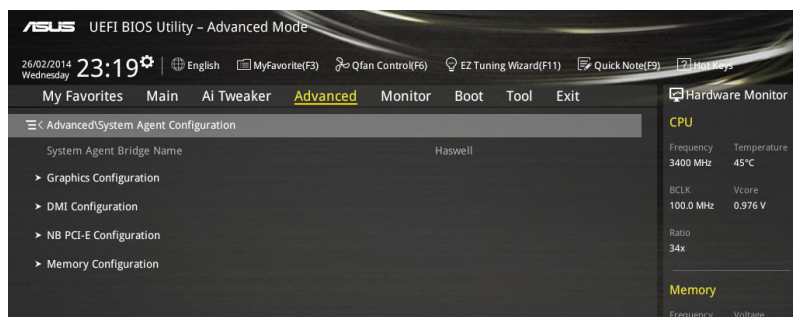 ASUS UEFI BIOS Utility – Advanced Mode
26/02/2014
Wednesday
23:19
English MyFavorite(F3) Qfan Control(F6) EZ Tuning Wizard(F11) Quick Note(F9) ? Hot Keys
My Favorites Main Ai Tweaker Advanced Monitor Boot Tool Exit
Hardware Monitor
< Advanced\System Agent Configuration
System Agent Bridge Name Haswell
> Graphics Configuration
> DMI Configuration
> NB PCI-E Configuration
> Memory Configuration
CPU
Frequency Temperature
3400 MHz 45°C
BCLK Vcore
100.0 MHz 0.976 V
Ratio
34x
Memory
Frequency Voltage